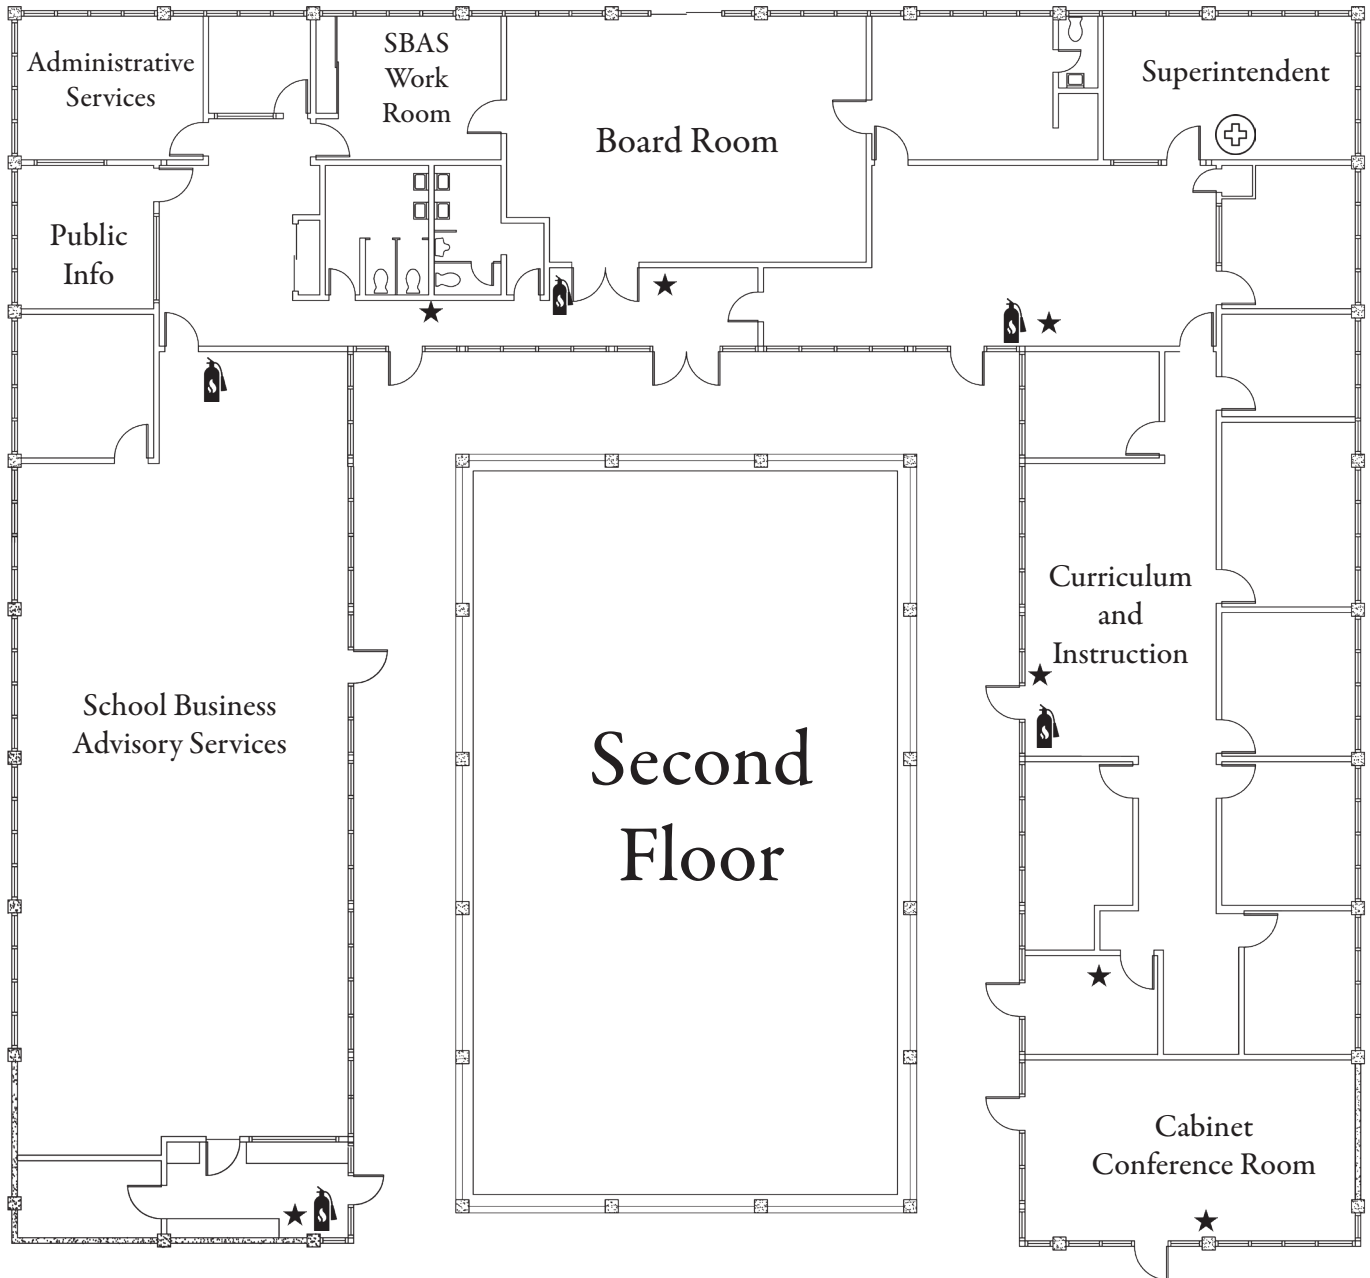 Administrative
Services
SBAS
Work
Room
Board Room
Superintendent
Public
Info
Curriculum
and
Instruction
School Business
Advisory Services
Second
Floor
Cabinet
Conference Room